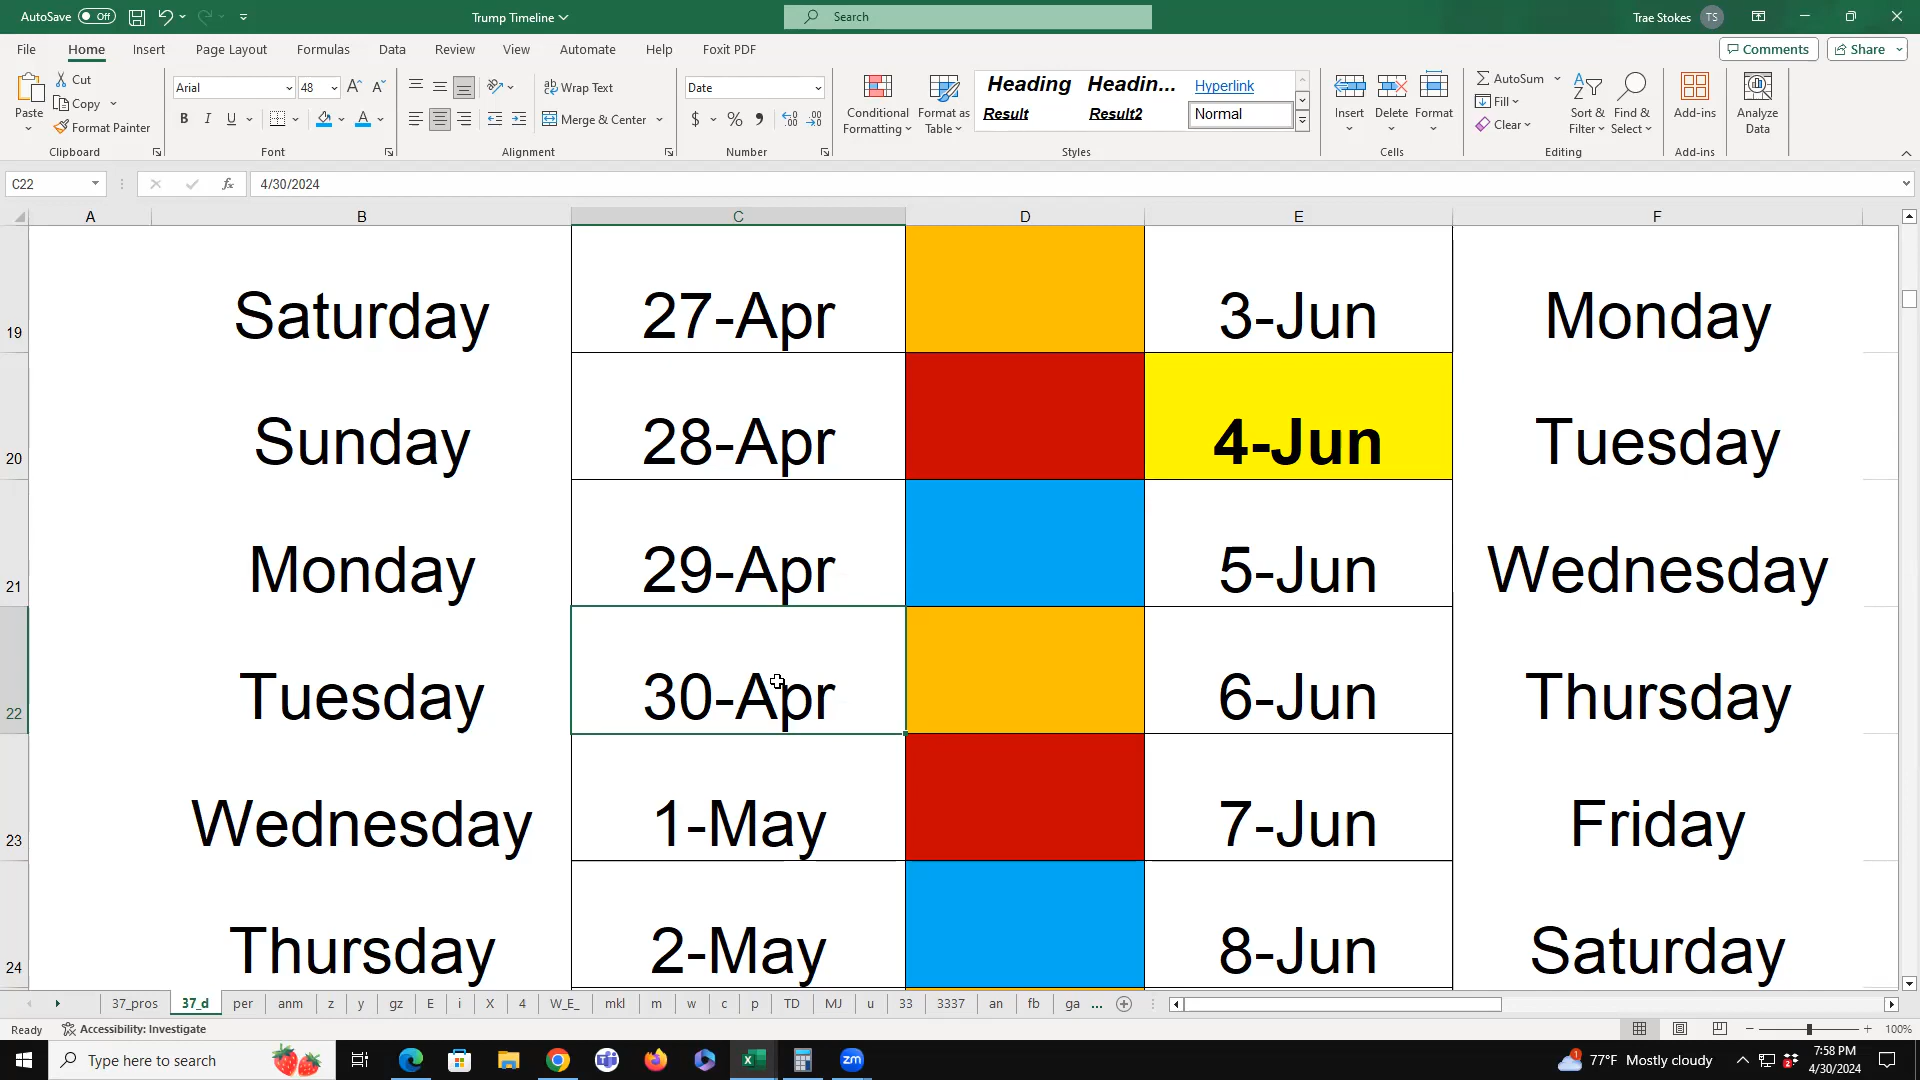 AutoSave Off Trump Timeline Search Trae Stokes TS
File Home Insert Page Layout Formulas Data Review View Automate Help Foxit PDF Comments Share
Paste Cut Copy Format Painter Clipboard
Arial 48 A A B I U A Font
Wrap Text Merge & Center Alignment
Date $ % Number
Conditional Formatting Format as Table Heading Headin... Hyperlink Result Result2 Normal Styles
Insert Delete Format Cells
AutoSum Fill Clear Sort & Filter Find & Select Editing
Add-ins Add-ins
Analyze Data
C22 fx 4/30/2024
A B C D E F
19 Saturday 27-Apr 3-Jun Monday
20 Sunday 28-Apr 4-Jun Tuesday
21 Monday 29-Apr 5-Jun Wednesday
22 Tuesday 30-Apr 6-Jun Thursday
23 Wednesday 1-May 7-Jun Friday
24 Thursday 2-May 8-Jun Saturday
37_pros 37_d per anm z y gz E i X 4 W_E_ mkl m w c p TD MJ u 33 3337 an fb ga ...
Ready Accessibility: Investigate 100%
Type here to search zm 77°F Mostly cloudy 7:58 PM
4/30/2024